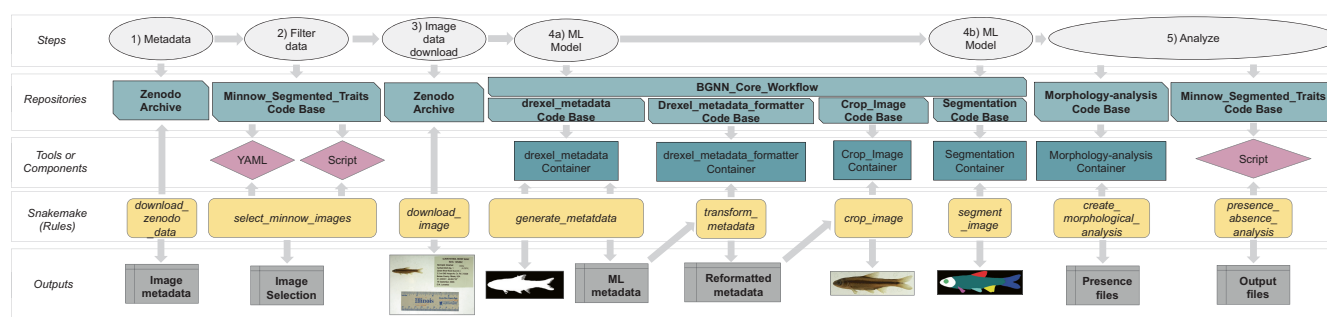 Steps
1) Metadata
2) Filter
data
3) Image
data
download
4a) ML
Model
4b) ML
Model
5) Analyze
Repositories
Zenodo
Archive
Minnow_Segmented_Traits
Code Base
Zenodo
Archive
BGNN_Core_Workflow
drexel_metadata
Code Base
Drexel_metadata_formatter
Code Base
Crop_Image
Code Base
Segmentation
Code Base
Morphology-analysis
Code Base
Minnow_Segmented_Traits
Code Base
Tools or
Components
YAML
Script
drexel_metadata
Container
drexel_metadata_formatter
Container
Crop_Image
Container
Segmentation
Container
Morphology-analysis
Container
Script
Snakemake
(Rules)
download_
zenodo
_data
select_minnow_images
download_
image
generate_metatdata
transform_
metadata
crop_image
segment
_image
create_
morphological
_analysis
presence_
absence_
analysis
Outputs
Image
metadata
Image
Selection
ML
metadata
Reformatted
metadata
Presence
files
Output
files